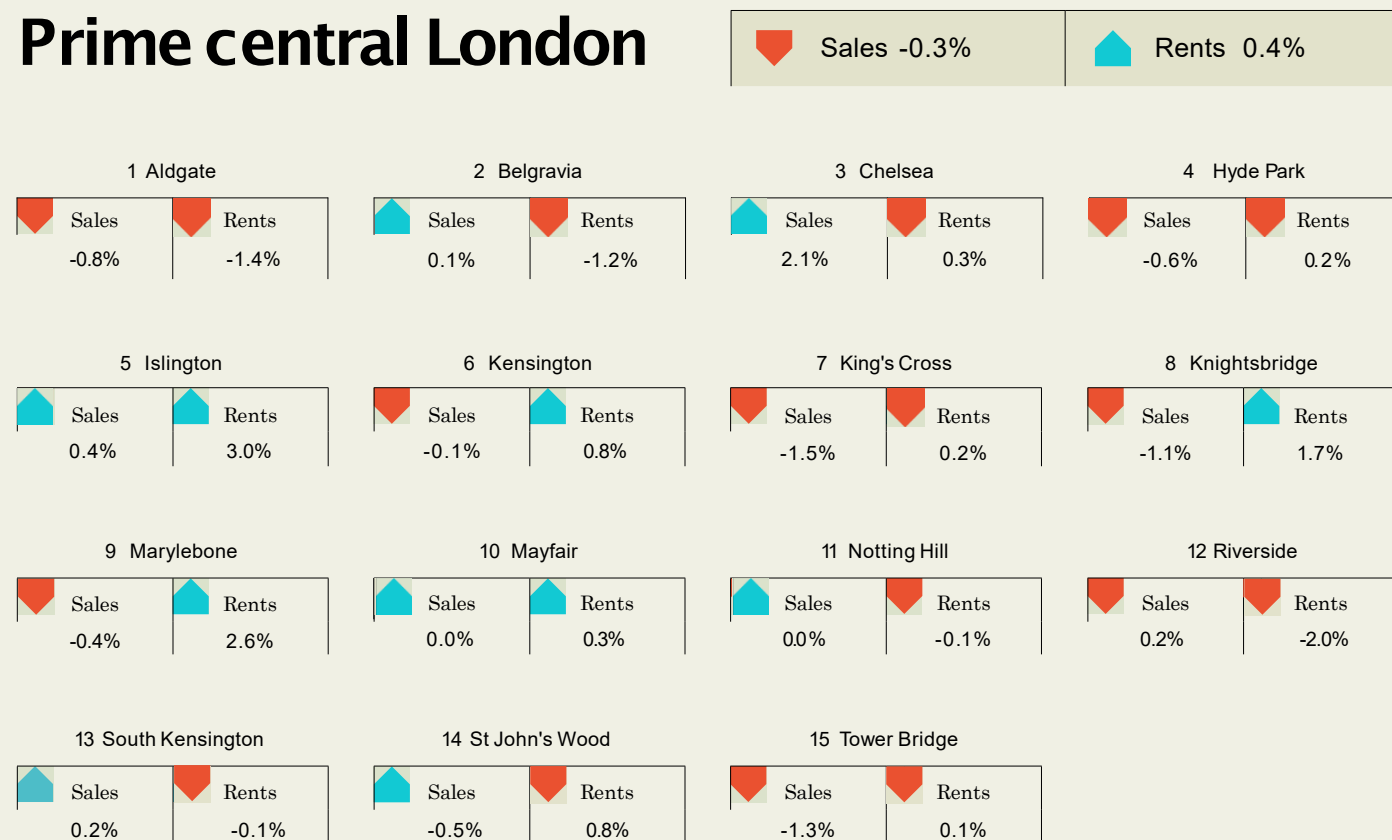 Prime central London
Sales -0.3% Rents 0.4%
1 Aldgate
Sales Rents
-0.8% -1.4%
2 Belgravia
Sales Rents
0.1% -1.2%
3 Chelsea
Sales Rents
2.1% 0.3%
4 Hyde Park
Sales Rents
-0.6% 0.2%
5 Islington
Sales Rents
0.4% 3.0%
6 Kensington
Sales Rents
-0.1% 0.8%
7 King's Cross
Sales Rents
-1.5% 0.2%
8 Knightsbridge
Sales Rents
-1.1% 1.7%
9 Marylebone
Sales Rents
-0.4% 2.6%
10 Mayfair
Sales Rents
0.0% 0.3%
11 Notting Hill
Sales Rents
0.0% -0.1%
12 Riverside
Sales Rents
0.2% -2.0%
13 South Kensington
Sales Rents
0.2% -0.1%
14 St John's Wood
Sales Rents
-0.5% 0.8%
15 Tower Bridge
Sales Rents
-1.3% 0.1%